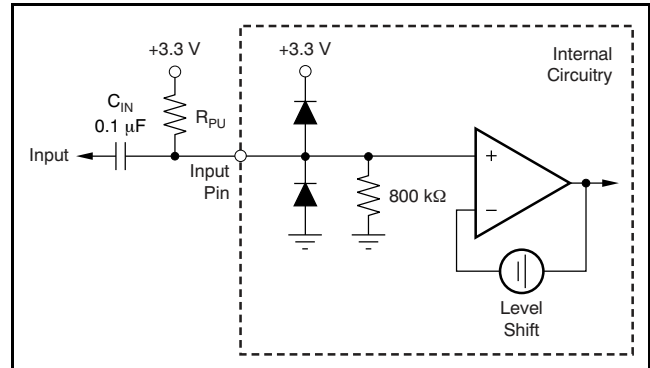 +3.3 V
+3.3 V
Internal
Circuitry
C_IN
0.1 µF
R_PU
Input
Input
Pin
800 kΩ
+
−
Level
Shift